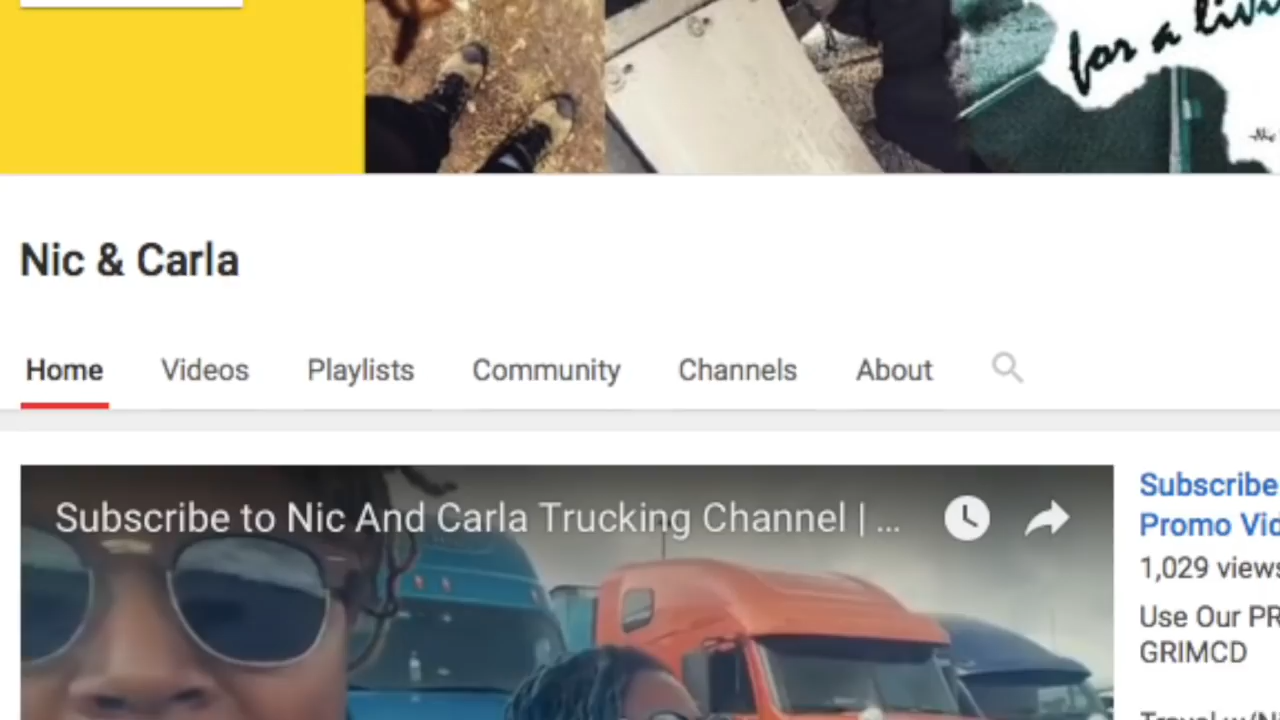 for a livi
Nic & Carla
Home Videos Playlists Community Channels About
Subscribe to Nic And Carla Trucking Channel | ...
Subscribe
Promo Vid
1,029 views
Use Our PR
GRIMCD